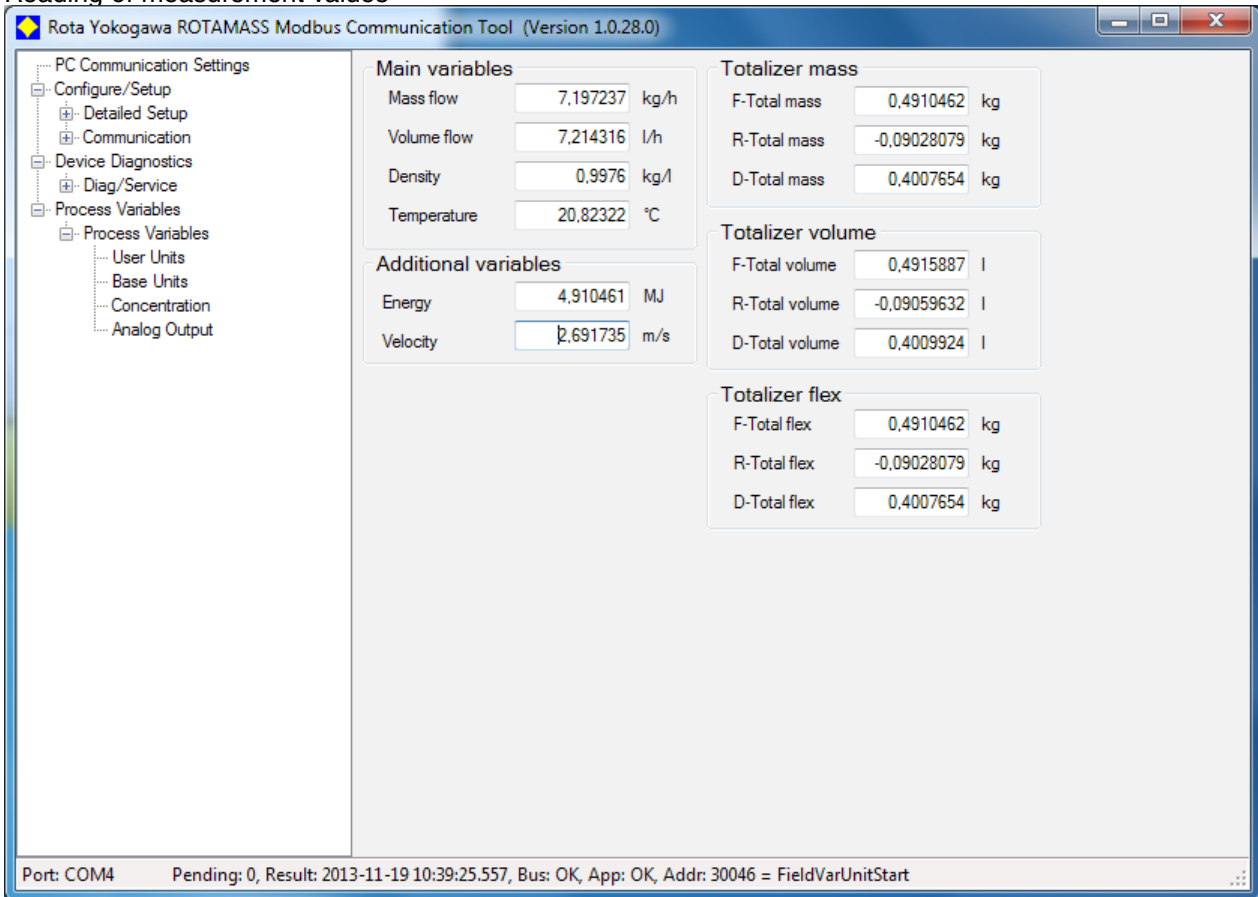 Reading of measurement values
Rota Yokogawa ROTAMASS Modbus Communication Tool (Version 1.0.28.0)
PC Communication Settings
Configure/Setup
Detailed Setup
Communication
Device Diagnostics
Diag/Service
Process Variables
Process Variables
User Units
Base Units
Concentration
Analog Output
Main variables
Mass flow 7,197237 kg/h
Volume flow 7,214316 l/h
Density 0,9976 kg/l
Temperature 20,82322 °C
Additional variables
Energy 4,910461 MJ
Velocity 2,691735 m/s
Totalizer mass
F-Total mass 0,4910462 kg
R-Total mass -0,09028079 kg
D-Total mass 0,4007654 kg
Totalizer volume
F-Total volume 0,4915887 l
R-Total volume -0,09059632 l
D-Total volume 0,4009924 l
Totalizer flex
F-Total flex 0,4910462 kg
R-Total flex -0,09028079 kg
D-Total flex 0,4007654 kg
Port: COM4 Pending: 0, Result: 2013-11-19 10:39:25.557, Bus: OK, App: OK, Addr: 30046 = FieldVarUnitStart